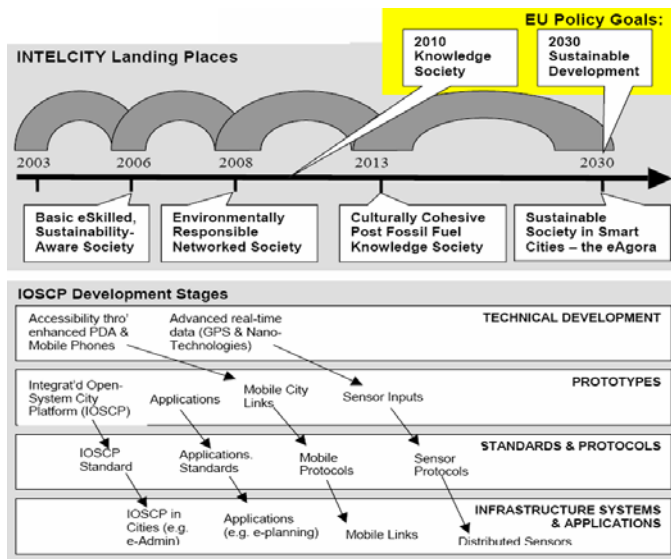 EU Policy Goals:
INTELCITY Landing Places
2010
Knowledge
Society
2030
Sustainable
Development
2003
2006
2008
2013
2030
Basic eSkilled,
Sustainability-
Aware Society
Environmentally
Responsible
Networked Society
Culturally Cohesive
Post Fossil Fuel
Knowledge Society
Sustainable
Society in Smart
Cities – the eAgora
IOSCP Development Stages
TECHNICAL DEVELOPMENT
Accessibility thro'
enhanced PDA &
Mobile Phones
Advanced real-time
data (GPS & Nano-
Technologies)
PROTOTYPES
Integrat'd Open-
System City
Platform (IOSCP)
Applications
Mobile City
Links
Sensor Inputs
STANDARDS & PROTOCOLS
IOSCP
Standard
Applications.
Standards
Mobile
Protocols
Sensor
Protocols
INFRASTRUCTURE SYSTEMS
& APPLICATIONS
IOSCP in
Cities (e.g.
e-Admin)
Applications
(e.g. e-planning)
Mobile Links
Distributed Sensors